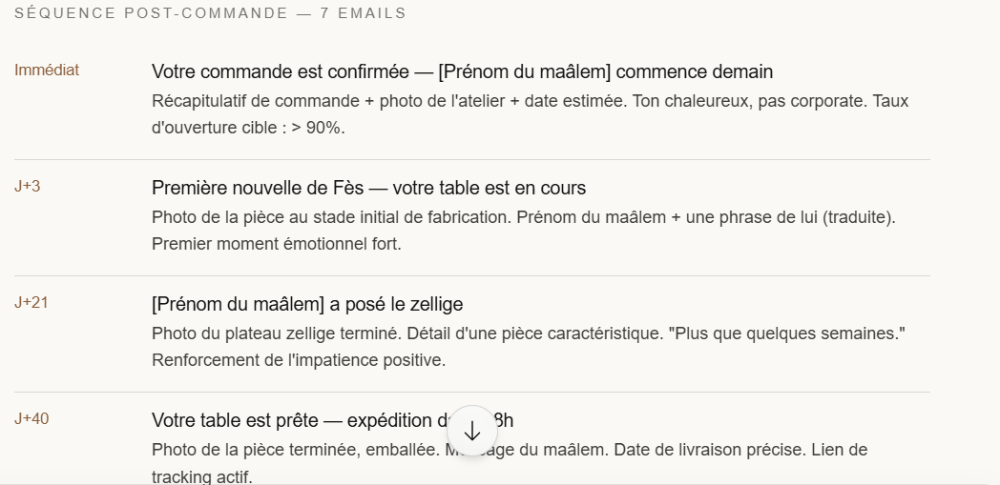 SÉQUENCE POST-COMMANDE — 7 EMAILS
Immédiat
Votre commande est confirmée — [Prénom du maâlem] commence demain
Récapitulatif de commande + photo de l'atelier + date estimée. Ton chaleureux, pas corporate. Taux
d'ouverture cible : > 90%.
J+3
Première nouvelle de Fès — votre table est en cours
Photo de la pièce au stade initial de fabrication. Prénom du maâlem + une phrase de lui (traduite).
Premier moment émotionnel fort.
J+21
[Prénom du maâlem] a posé le zellige
Photo du plateau zellige terminé. Détail d'une pièce caractéristique. "Plus que quelques semaines."
Renforcement de l'impatience positive.
J+40
Votre table est prête — expédition
Photo de la pièce terminée, emballée. du maâlem. Date de livraison précise. Lien de
tracking actif.